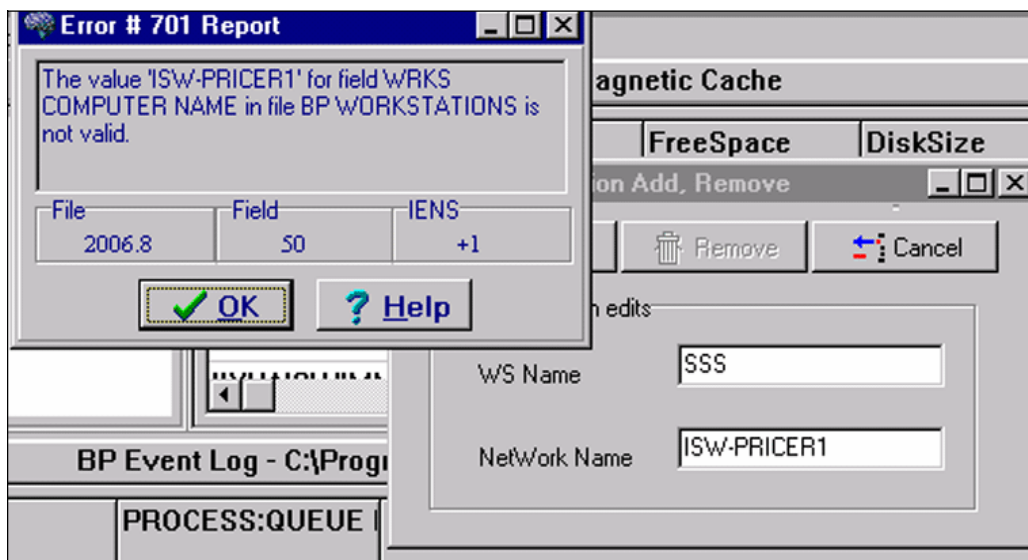 Error # 701 Report
The value 'ISW-PRICER1' for field WRKS
COMPUTER NAME in file BP WORKSTATIONS is
not valid.
File
Field
IENS
2006.8
50
+1
OK
Help
agnetic Cache
FreeSpace
DiskSize
ion Add, Remove
Remove
Cancel
n edits
WS Name
SSS
NetWork Name
ISW-PRICER1
BP Event Log - C:\Progr
PROCESS:QUEUE